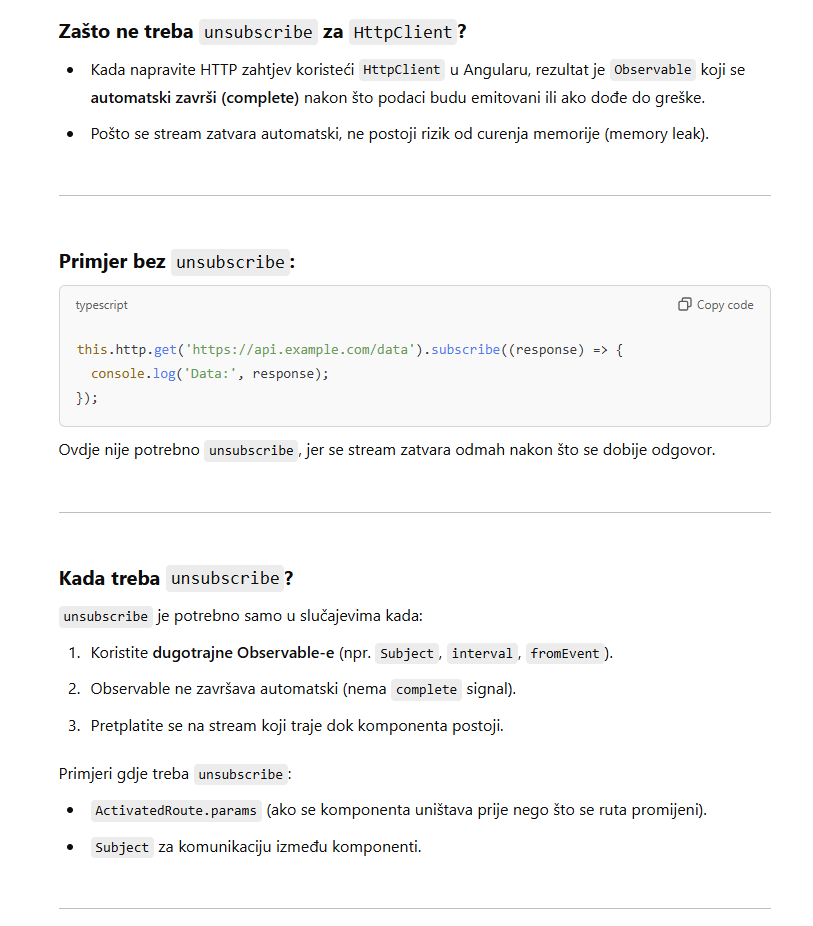 Zašto ne treba unsubscribe za HttpClient?
Kada napravite HTTP zahtjev koristeći HttpClient u Angularu, rezultat je Observable koji se
automatski završi (complete) nakon što podaci budu emitovani ili ako dođe do greške.
Pošto se stream zatvara automatski, ne postoji rizik od curenja memorije (memory leak).
Primjer bez unsubscribe:
typescript Copy code
this.http.get('https://api.example.com/data').subscribe((response) => {
  console.log('Data:', response);
});
Ovdje nije potrebno unsubscribe, jer se stream zatvara odmah nakon što se dobije odgovor.
Kada treba unsubscribe?
unsubscribe je potrebno samo u slučajevima kada:
1. Koristite dugotrajne Observable-e (npr. Subject, interval, fromEvent).
2. Observable ne završava automatski (nema complete signal).
3. Pretplatite se na stream koji traje dok komponenta postoji.
Primjeri gdje treba unsubscribe:
ActivatedRoute.params (ako se komponenta uništava prije nego što se ruta promijeni).
Subject za komunikaciju između komponenti.